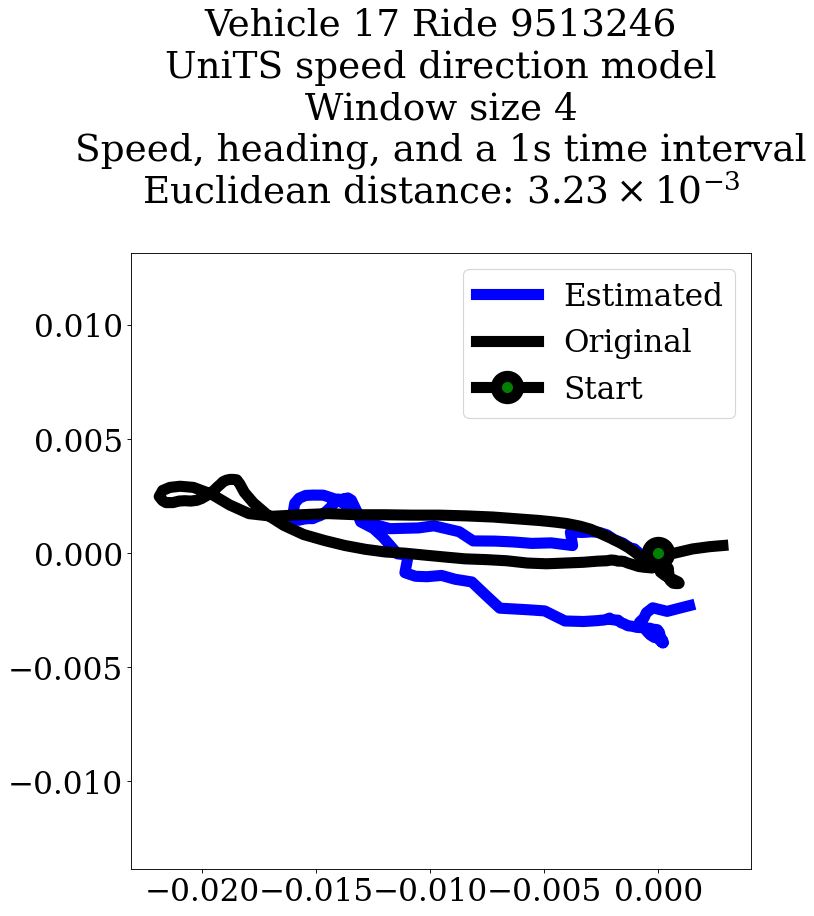 Vehicle 17 Ride 9513246
UniTS speed direction model
Window size 4
Speed, heading, and a 1s time interval
Euclidean distance: 3.23 × 10⁻³
Estimated
Original
Start
0.010
0.005
0.000
−0.005
−0.010
−0.020 −0.015 −0.010 −0.005 0.000